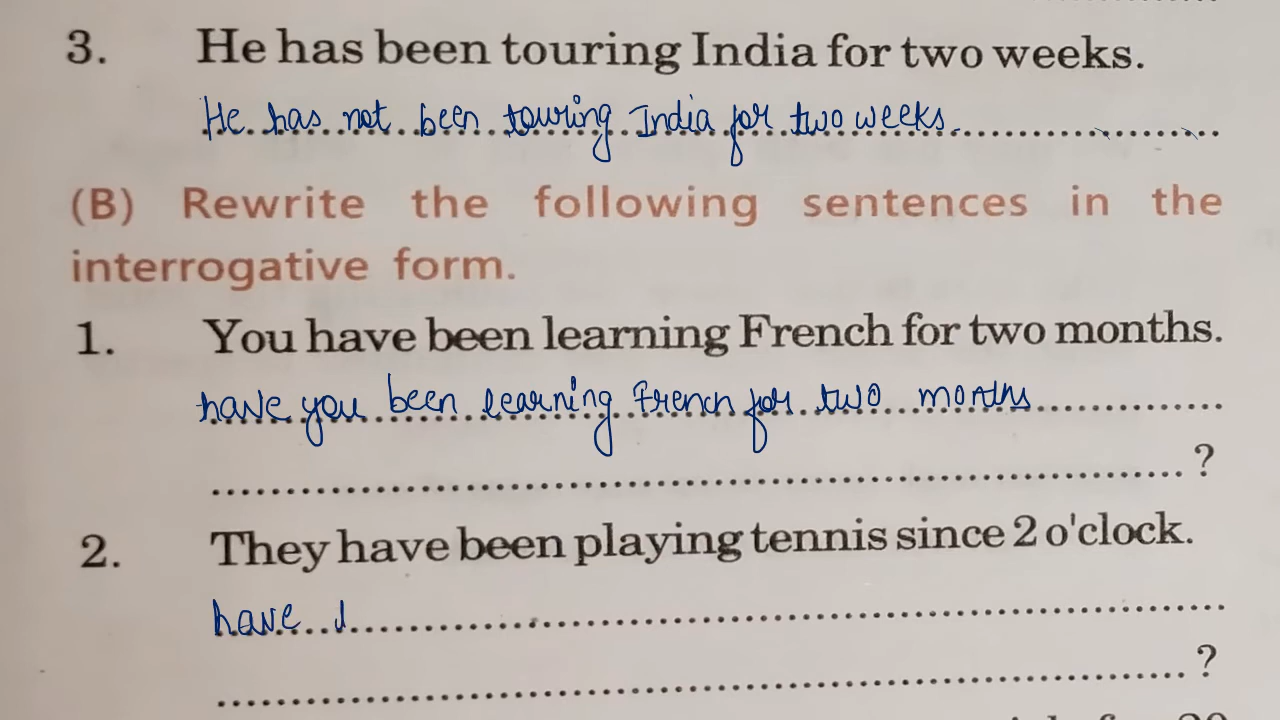 3. He has been touring India for two weeks.
He has not been touring India for two weeks.
(B) Rewrite the following sentences in the
interrogative form.
1. You have been learning French for two months.
have you been learning French for two months
?
2. They have been playing tennis since 2 o'clock.
have
?